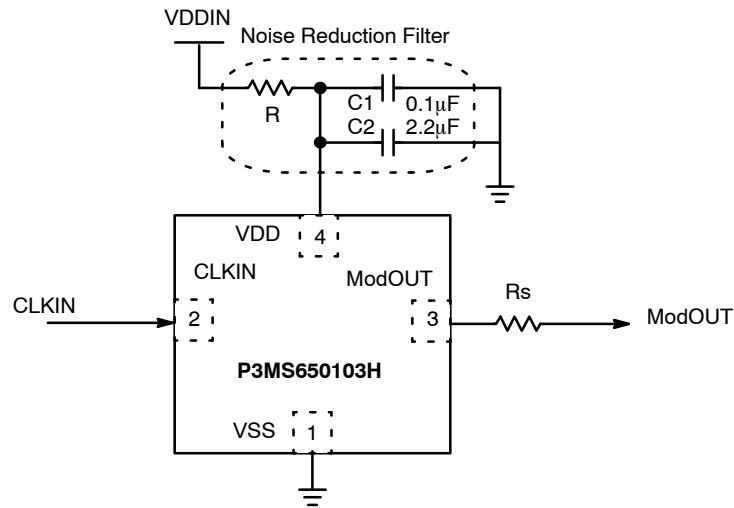 VDDIN
Noise Reduction Filter
R
C1 0.1μF
C2 2.2μF
VDD 4
CLKIN
ModOUT
CLKIN
2
3
Rs
ModOUT
P3MS650103H
VSS 1